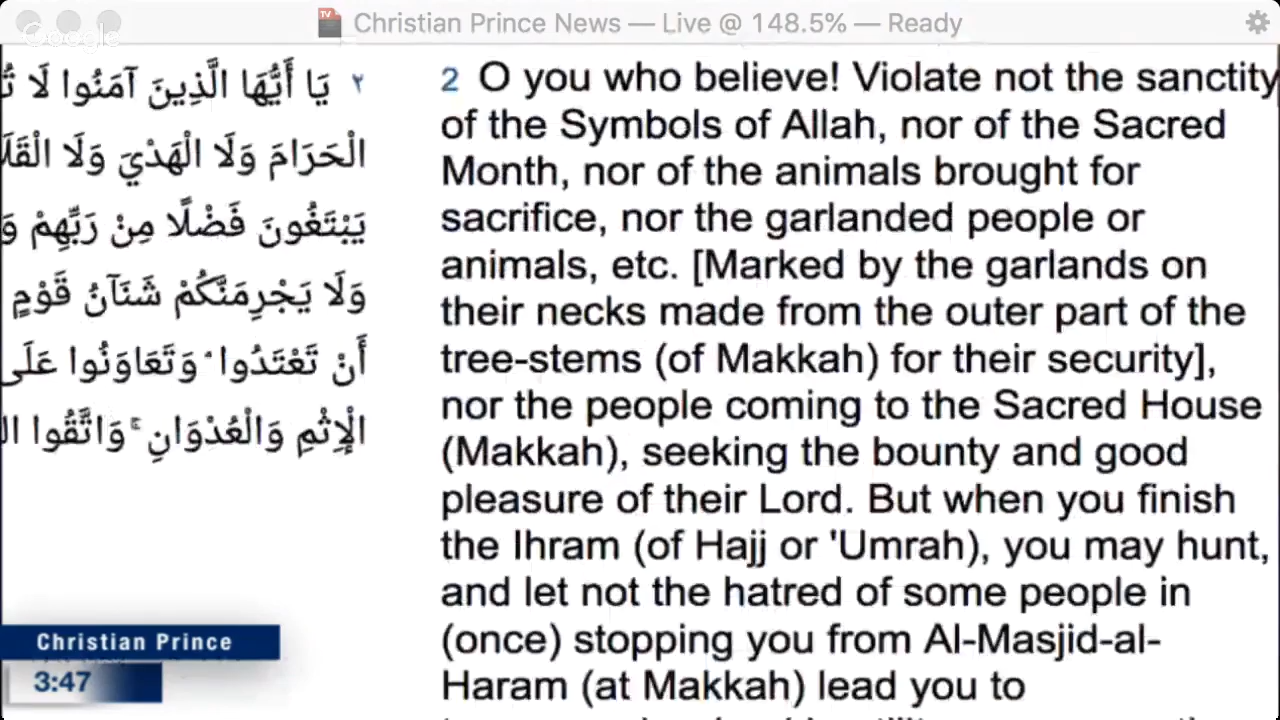 Christian Prince News — Live @ 148.5% — Ready
Google
TV
٢ يَا أَيُّهَا الَّذِينَ آمَنُوا لَا
الْحَرَامَ وَلَا الْهَدْيَ وَلَا
يَبْتَغُونَ فَضْلًا مِنْ رَبِّهِمْ
وَلَا يَجْرِمَنَّكُمْ شَنَآنُ قَوْمٍ
أَنْ تَعْتَدُوا ۘ وَتَعَاوَنُوا عَلَى
الْإِثْمِ وَالْعُدْوَانِ ۚ وَاتَّقُوا
2 O you who believe! Violate not the sanctity
of the Symbols of Allah, nor of the Sacred
Month, nor of the animals brought for
sacrifice, nor the garlanded people or
animals, etc. [Marked by the garlands on
their necks made from the outer part of the
tree-stems (of Makkah) for their security],
nor the people coming to the Sacred House
(Makkah), seeking the bounty and good
pleasure of their Lord. But when you finish
the Ihram (of Hajj or 'Umrah), you may hunt,
and let not the hatred of some people in
(once) stopping you from Al-Masjid-al-
Haram (at Makkah) lead you to
Christian Prince
3:47